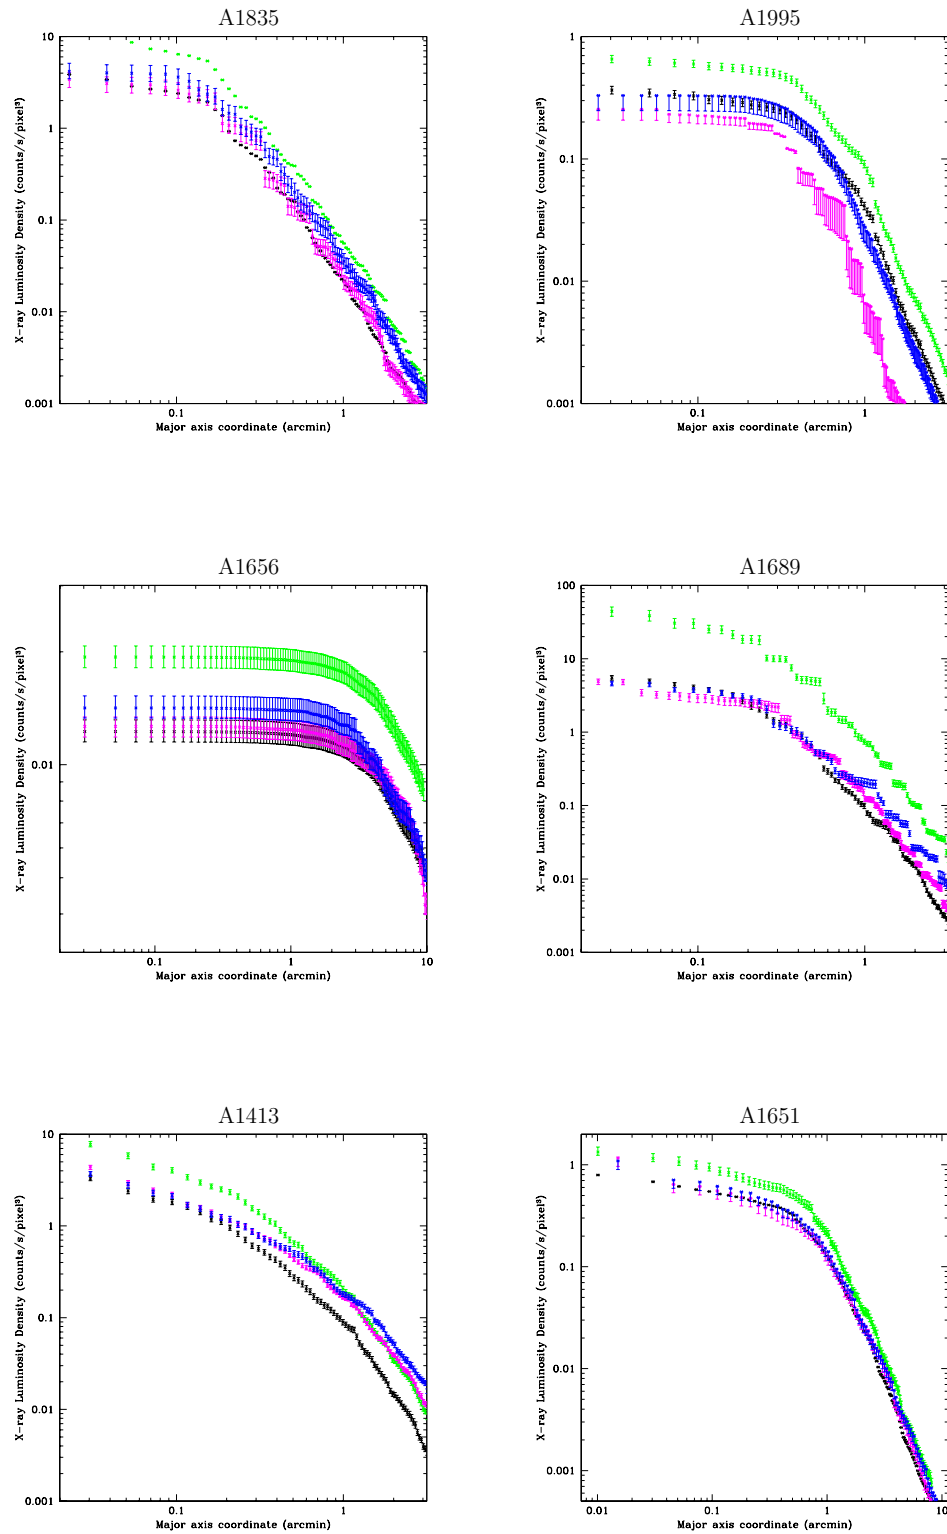 A1835
10
1
0.1
0.01
0.001
X-ray Luminosity Density (counts/s/pixel³)
0.1
1
Major axis coordinate (arcmin)
A1995
1
0.1
0.01
0.001
X-ray Luminosity Density (counts/s/pixel³)
0.1
1
Major axis coordinate (arcmin)
A1656
0.01
X-ray Luminosity Density (counts/s/pixel³)
0.1
1
10
Major axis coordinate (arcmin)
A1689
100
10
1
0.1
0.01
0.001
X-ray Luminosity Density (counts/s/pixel³)
0.1
1
Major axis coordinate (arcmin)
A1413
10
1
0.1
0.01
0.001
X-ray Luminosity Density (counts/s/pixel³)
0.1
1
Major axis coordinate (arcmin)
A1651
1
0.1
0.01
0.001
X-ray Luminosity Density (counts/s/pixel³)
0.01
0.1
1
10
Major axis coordinate (arcmin)